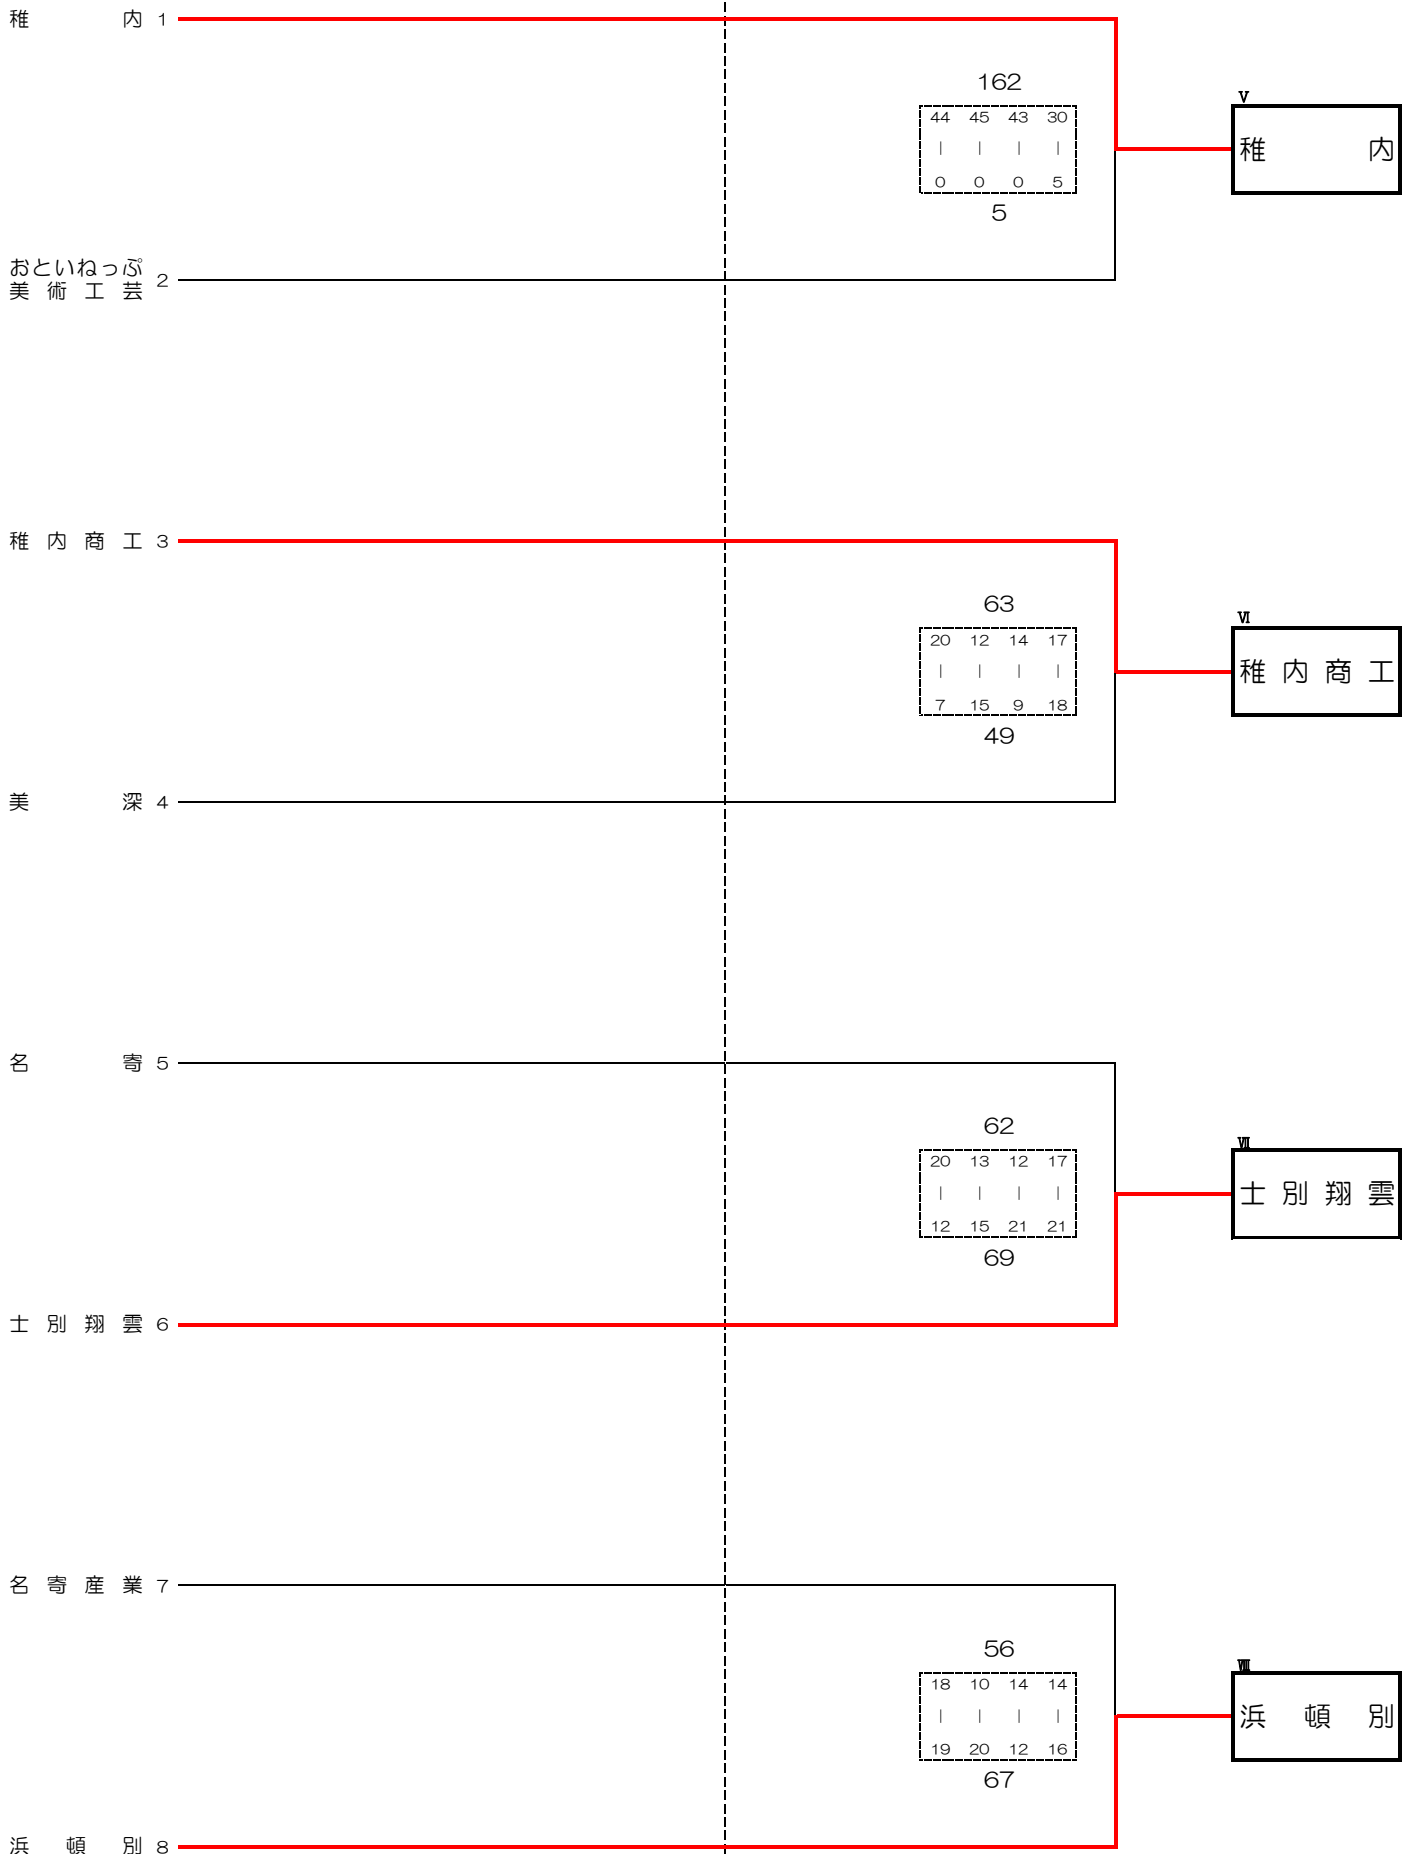 稚内 1
162
Ⅴ
44 45 43 30
| | | |
0 0 0 5
稚内
5
おといねっぷ
美術工芸 2
稚内商工 3
63
Ⅵ
20 12 14 17
| | | |
7 15 9 18
稚内商工
49
美深 4
名寄 5
62
Ⅶ
20 13 12 17
| | | |
12 15 21 21
士別翔雲
69
士別翔雲 6
名寄産業 7
56
Ⅷ
18 10 14 14
| | | |
19 20 12 16
浜頓別
67
浜頓別 8